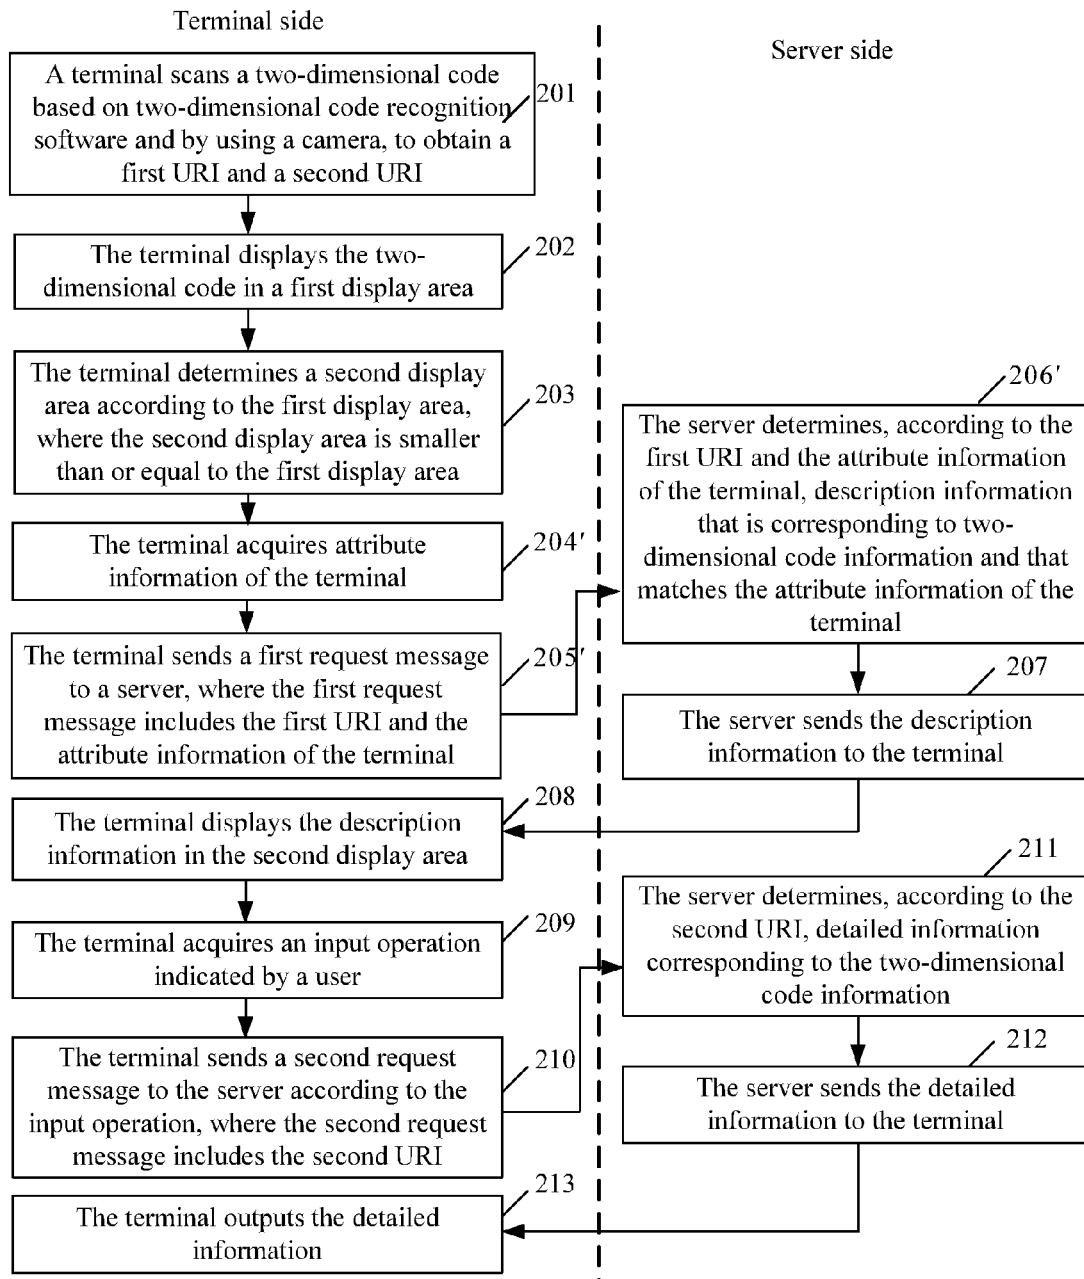 Terminal side
Server side
A terminal scans a two-dimensional code
based on two-dimensional code recognition
software and by using a camera, to obtain a
first URI and a second URI
201
The terminal displays the two-
dimensional code in a first display area
202
The terminal determines a second display
area according to the first display area,
where the second display area is smaller
than or equal to the first display area
203
The terminal acquires attribute
information of the terminal
204′
The terminal sends a first request message
to a server, where the first request
message includes the first URI and the
attribute information of the terminal
205′
206′
The server determines, according to the
first URI and the attribute information
of the terminal, description information
that is corresponding to two-
dimensional code information and that
matches the attribute information of the
terminal
207
The server sends the description
information to the terminal
208
The terminal displays the description
information in the second display area
209
The terminal acquires an input operation
indicated by a user
210
The terminal sends a second request
message to the server according to the
input operation, where the second request
message includes the second URI
211
The server determines, according to the
second URI, detailed information
corresponding to the two-dimensional
code information
212
The server sends the detailed
information to the terminal
213
The terminal outputs the detailed
information